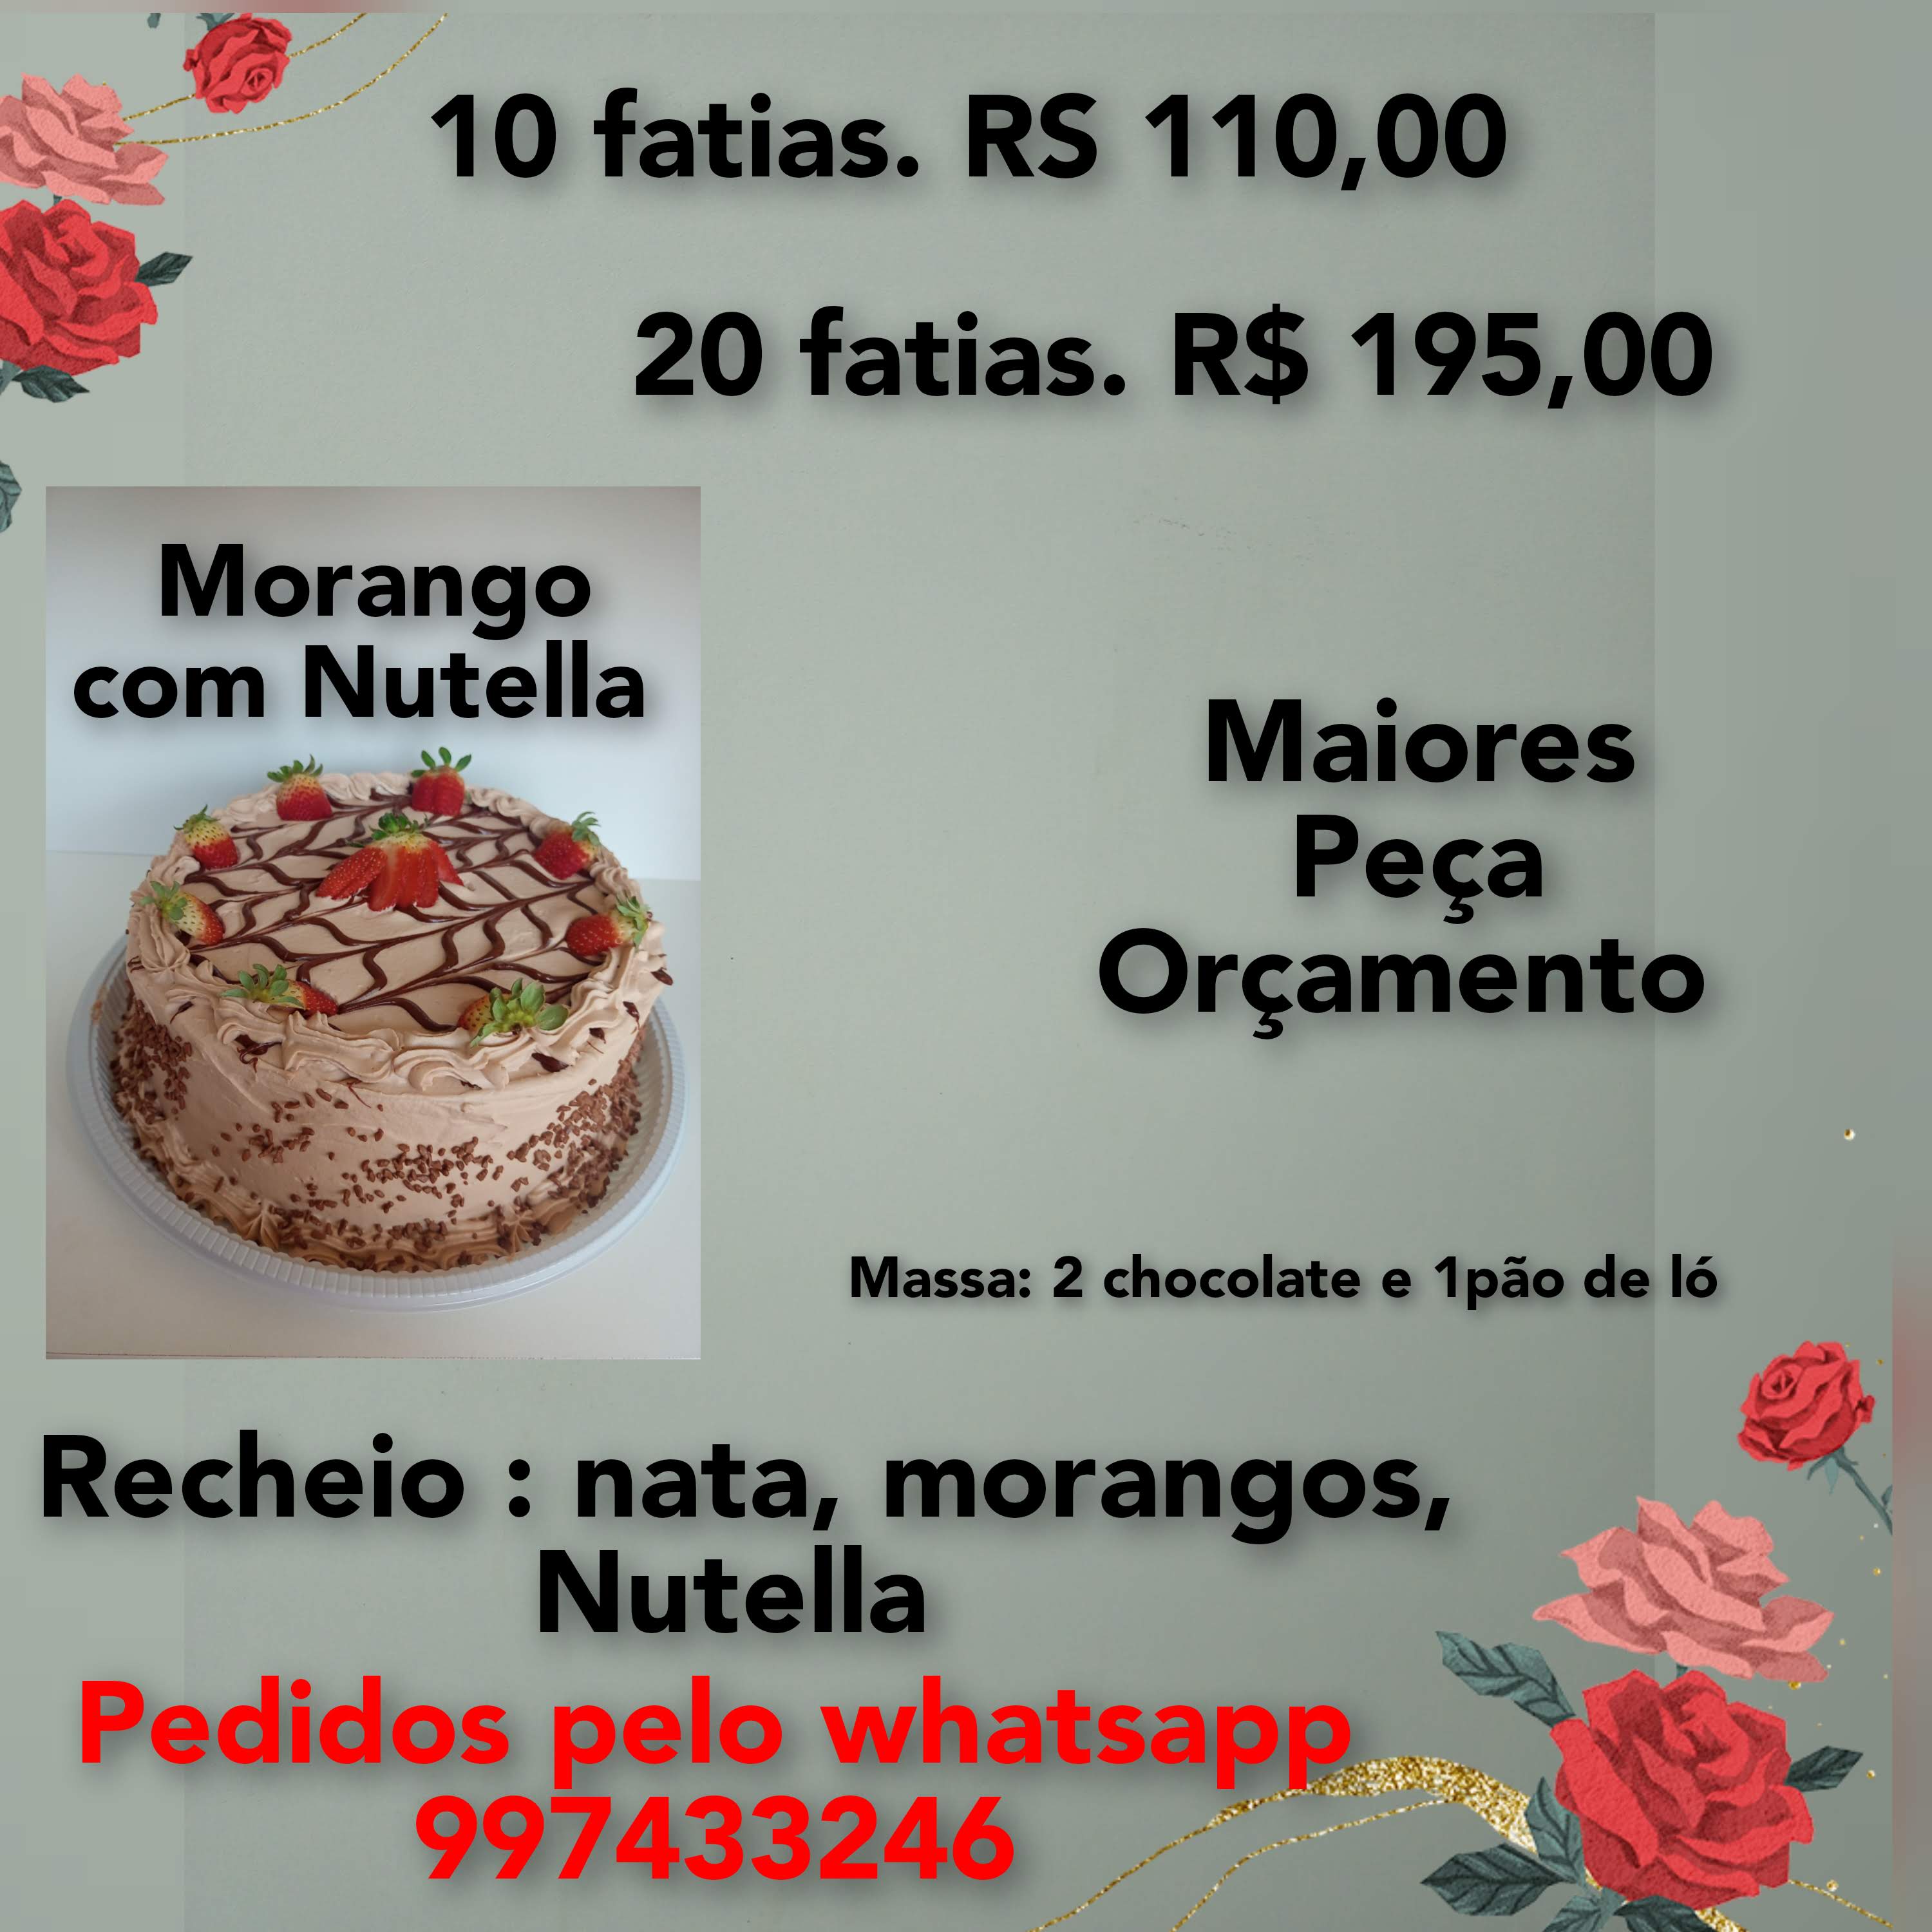 10 fatias. RS 110,00
20 fatias. R$ 195,00
Morango
com Nutella
Maiores
Peça
Orçamento
Massa: 2 chocolate e 1pão de ló
Recheio : nata, morangos,
Nutella
Pedidos pelo whatsapp
997433246